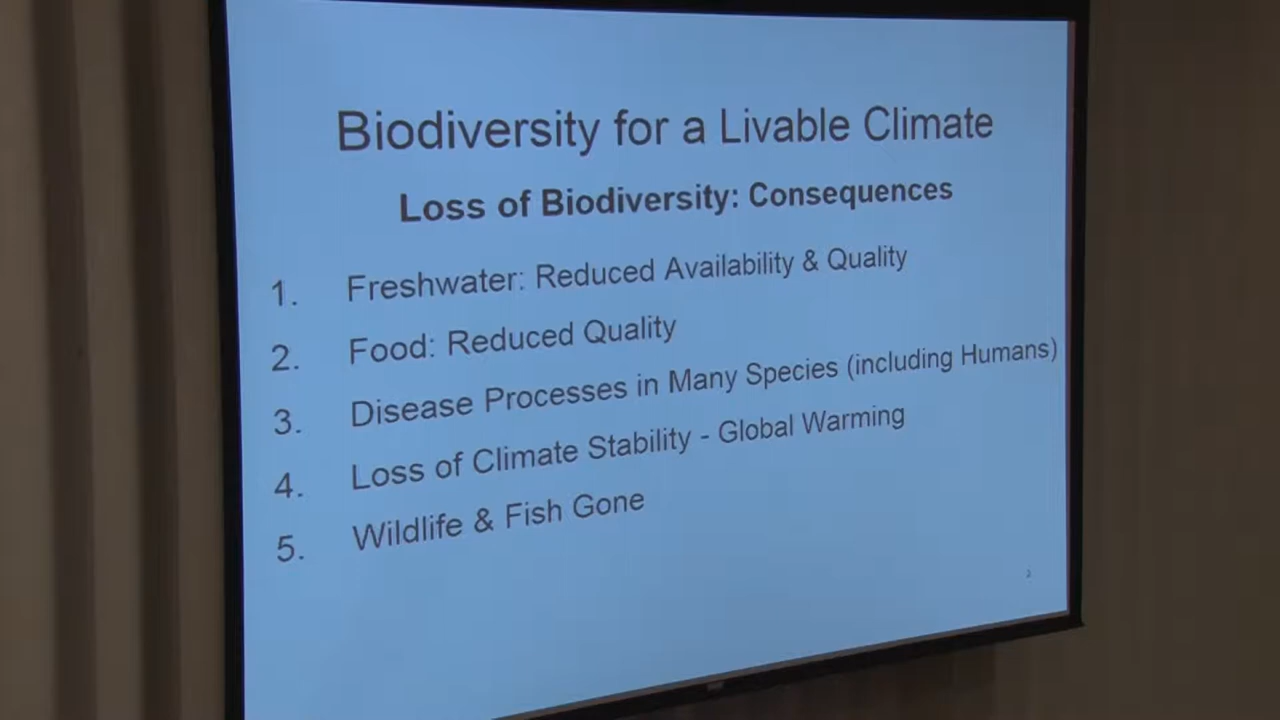 Biodiversity for a Livable Climate
Loss of Biodiversity: Consequences
1. Freshwater: Reduced Availability & Quality
2. Food: Reduced Quality
3. Disease Processes in Many Species (including Humans)
4. Loss of Climate Stability - Global Warming
5. Wildlife & Fish Gone